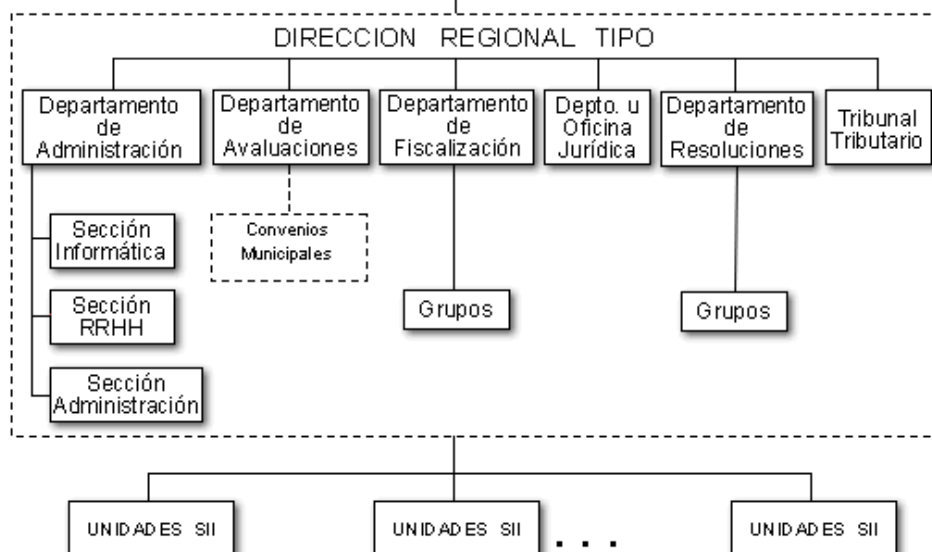 DIRECCION REGIONAL TIPO
Departamento
de
Administración
Departamento
de
Avaluaciones
Departamento
de
Fiscalización
Depto. u
Oficina
Jurídica
Departamento
de
Resoluciones
Tribunal
Tributario
Sección
Informática
Convenios
Municipales
Sección
RRHH
Grupos
Grupos
Sección
Administración
UNIDADES SII
UNIDADES SII
. . .
UNIDADES SII